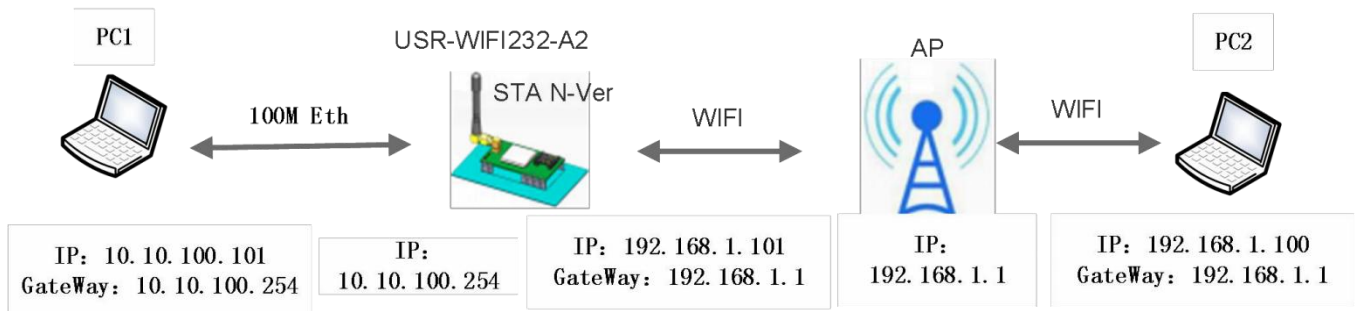 PC1
USR-WIFI232-A2
AP
PC2
STA N-Ver
100M Eth
WIFI
WIFI
IP: 10.10.100.101
GateWay: 10.10.100.254
IP:
10.10.100.254
IP: 192.168.1.101
GateWay: 192.168.1.1
IP:
192.168.1.1
IP: 192.168.1.100
GateWay: 192.168.1.1